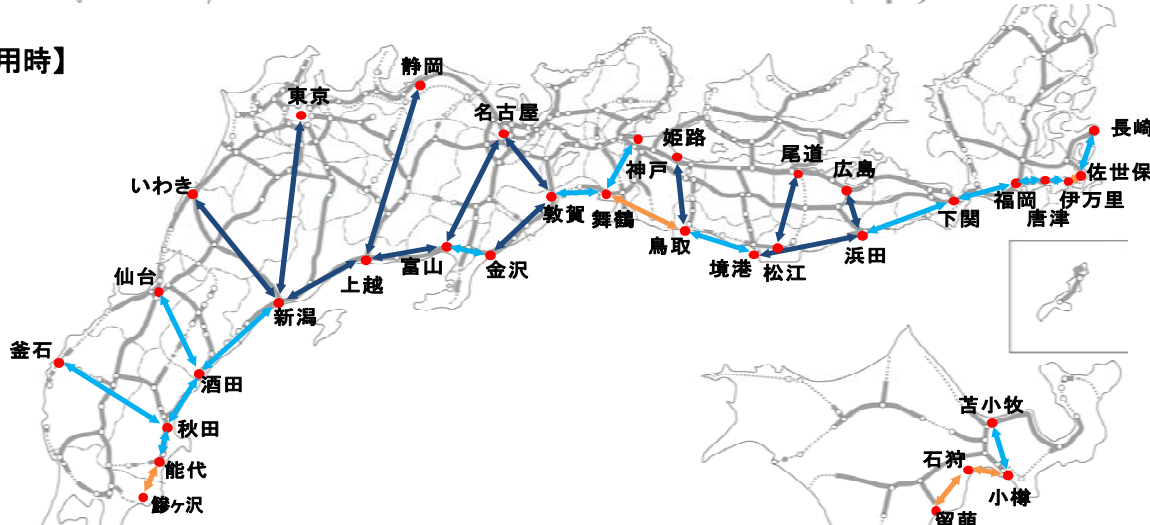 用時】
静岡
東京
名古屋
姫路
神戸
尾道
広島
長崎
佐世保
伊万里
唐津
福岡
下関
いわき
敦賀
舞鶴
鳥取
境港
松江
浜田
仙台
上越
富山
金沢
新潟
釜石
酒田
秋田
能代
鰺ヶ沢
苫小牧
石狩
小樽
留萌